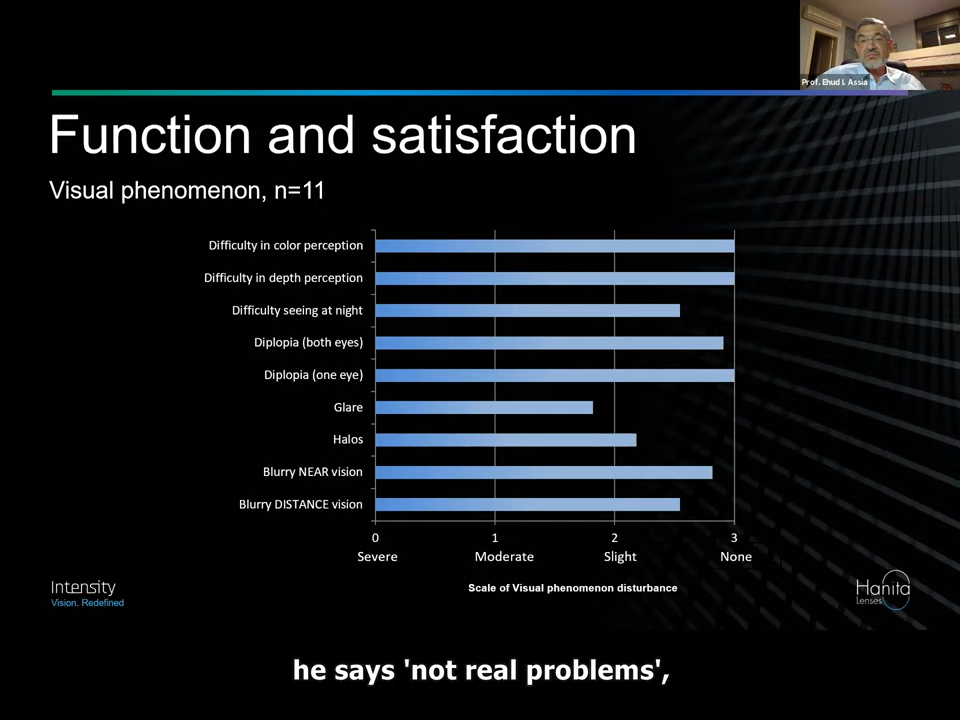 Prof. Ehud I. Assia
Function and satisfaction
Visual phenomenon, n=11
Difficulty in color perception
Difficulty in depth perception
Difficulty seeing at night
Diplopia (both eyes)
Diplopia (one eye)
Glare
Halos
Blurry NEAR vision
Blurry DISTANCE vision
0 1 2 3
Severe Moderate Slight None
Scale of Visual phenomenon disturbance
Intensity
Vision. Redefined
Hanita
Lenses
he says 'not real problems',